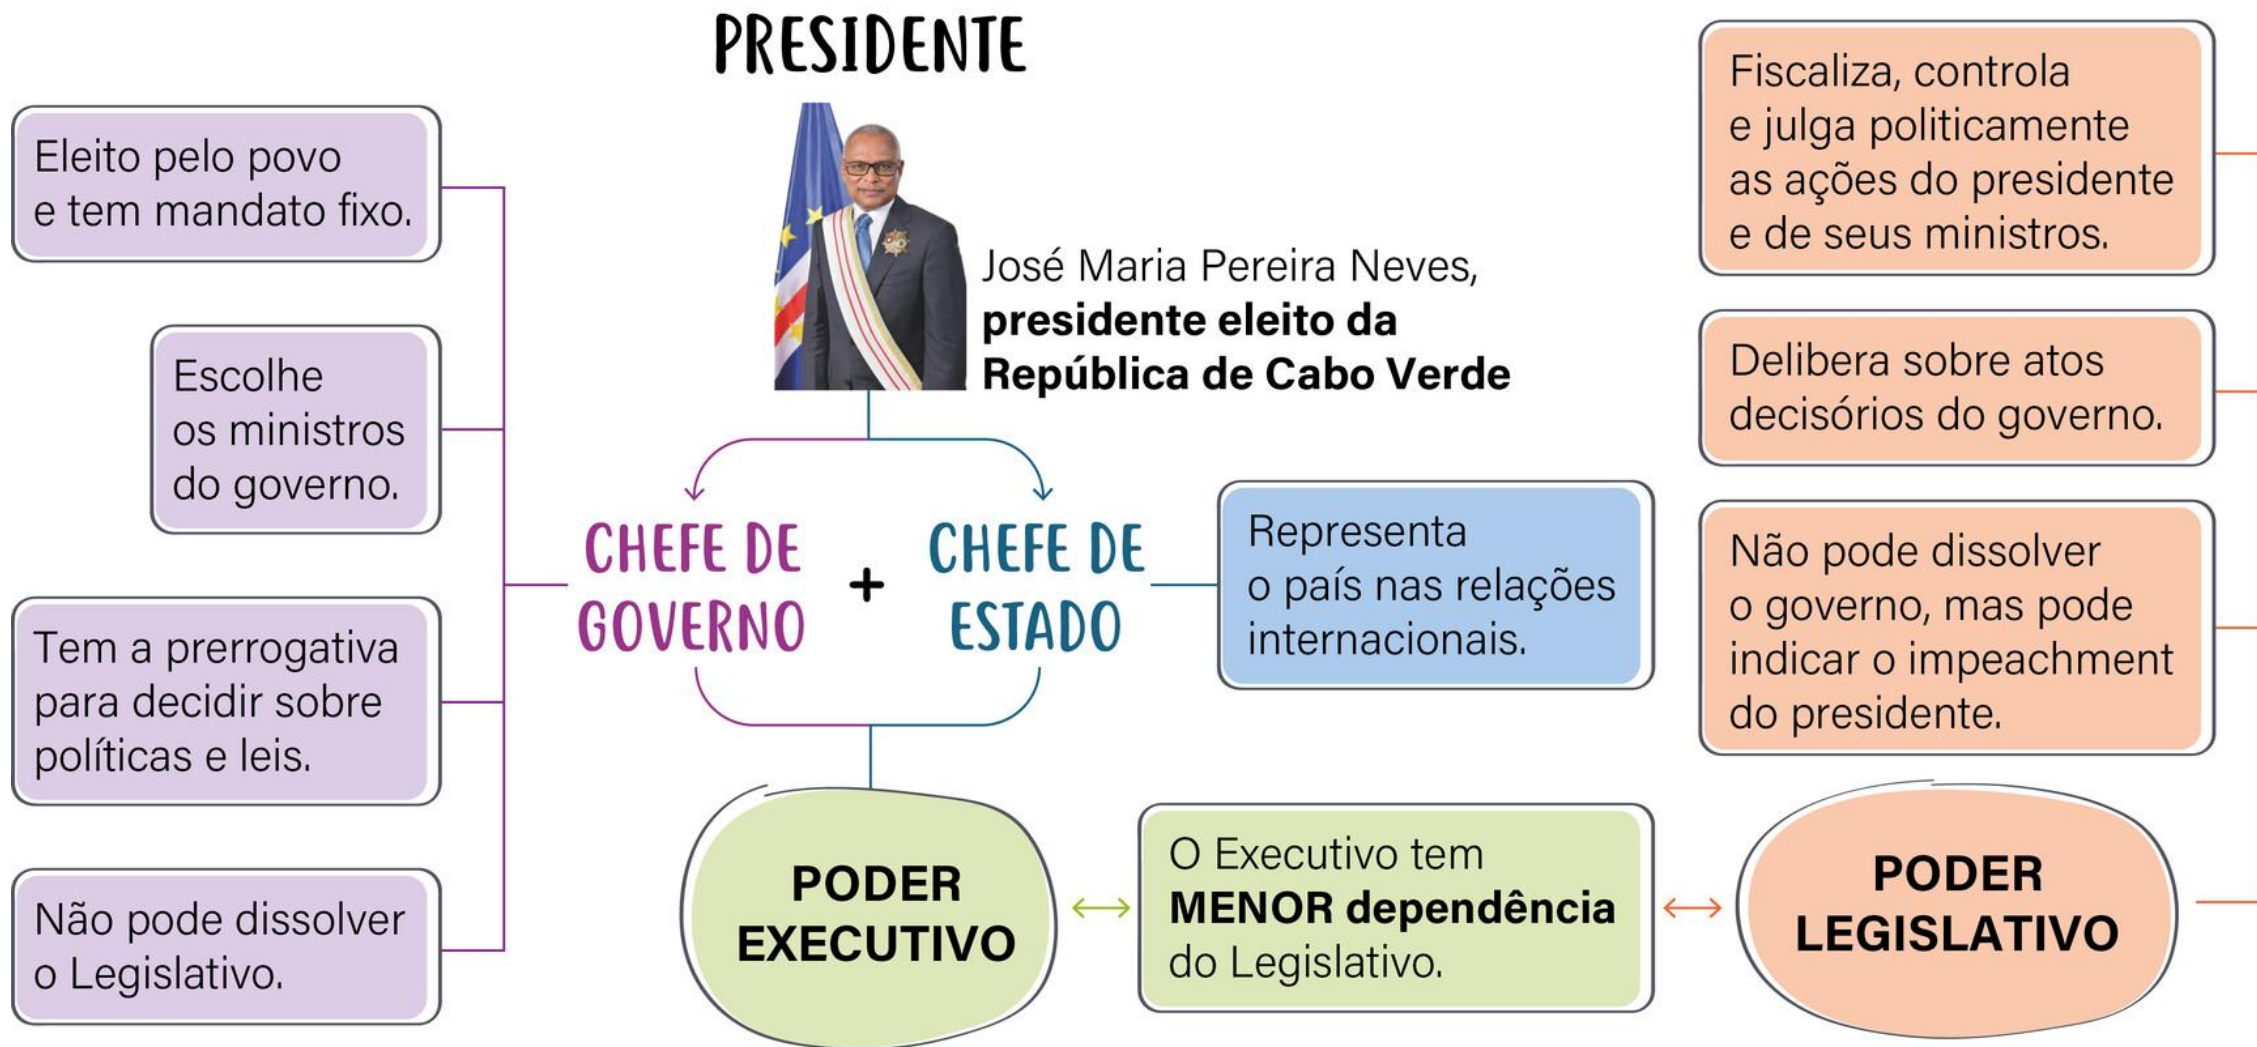 PRESIDENTE
José Maria Pereira Neves,
presidente eleito da
República de Cabo Verde
Eleito pelo povo
e tem mandato fixo.
Escolhe
os ministros
do governo.
Tem a prerrogativa
para decidir sobre
políticas e leis.
Não pode dissolver
o Legislativo.
CHEFE DE
GOVERNO
+
CHEFE DE
ESTADO
Representa
o país nas relações
internacionais.
PODER
EXECUTIVO
O Executivo tem
MENOR dependência
do Legislativo.
Fiscaliza, controla
e julga politicamente
as ações do presidente
e de seus ministros.
Delibera sobre atos
decisórios do governo.
Não pode dissolver
o governo, mas pode
indicar o impeachment
do presidente.
PODER
LEGISLATIVO